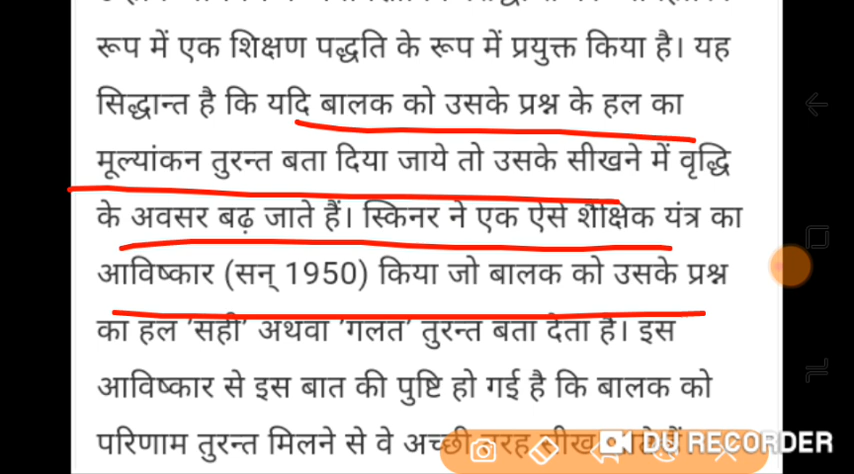 रूप में एक शिक्षण पद्धति के रूप में प्रयुक्त किया है। यह
सिद्धान्त है कि यदि बालक को उसके प्रश्न के हल का
मूल्यांकन तुरन्त बता दिया जाये तो उसके सीखने में वृद्धि
के अवसर बढ़ जाते हैं। स्किनर ने एक ऐसे शैक्षिक यंत्र का
आविष्कार (सन् 1950) किया जो बालक को उसके प्रश्न
का हल 'सही' अथवा 'गलत' तुरन्त बता देता है। इस
आविष्कार से इस बात की पुष्टि हो गई है कि बालक को
परिणाम तुरन्त मिलने से वे अच्छी
DU RECORDER